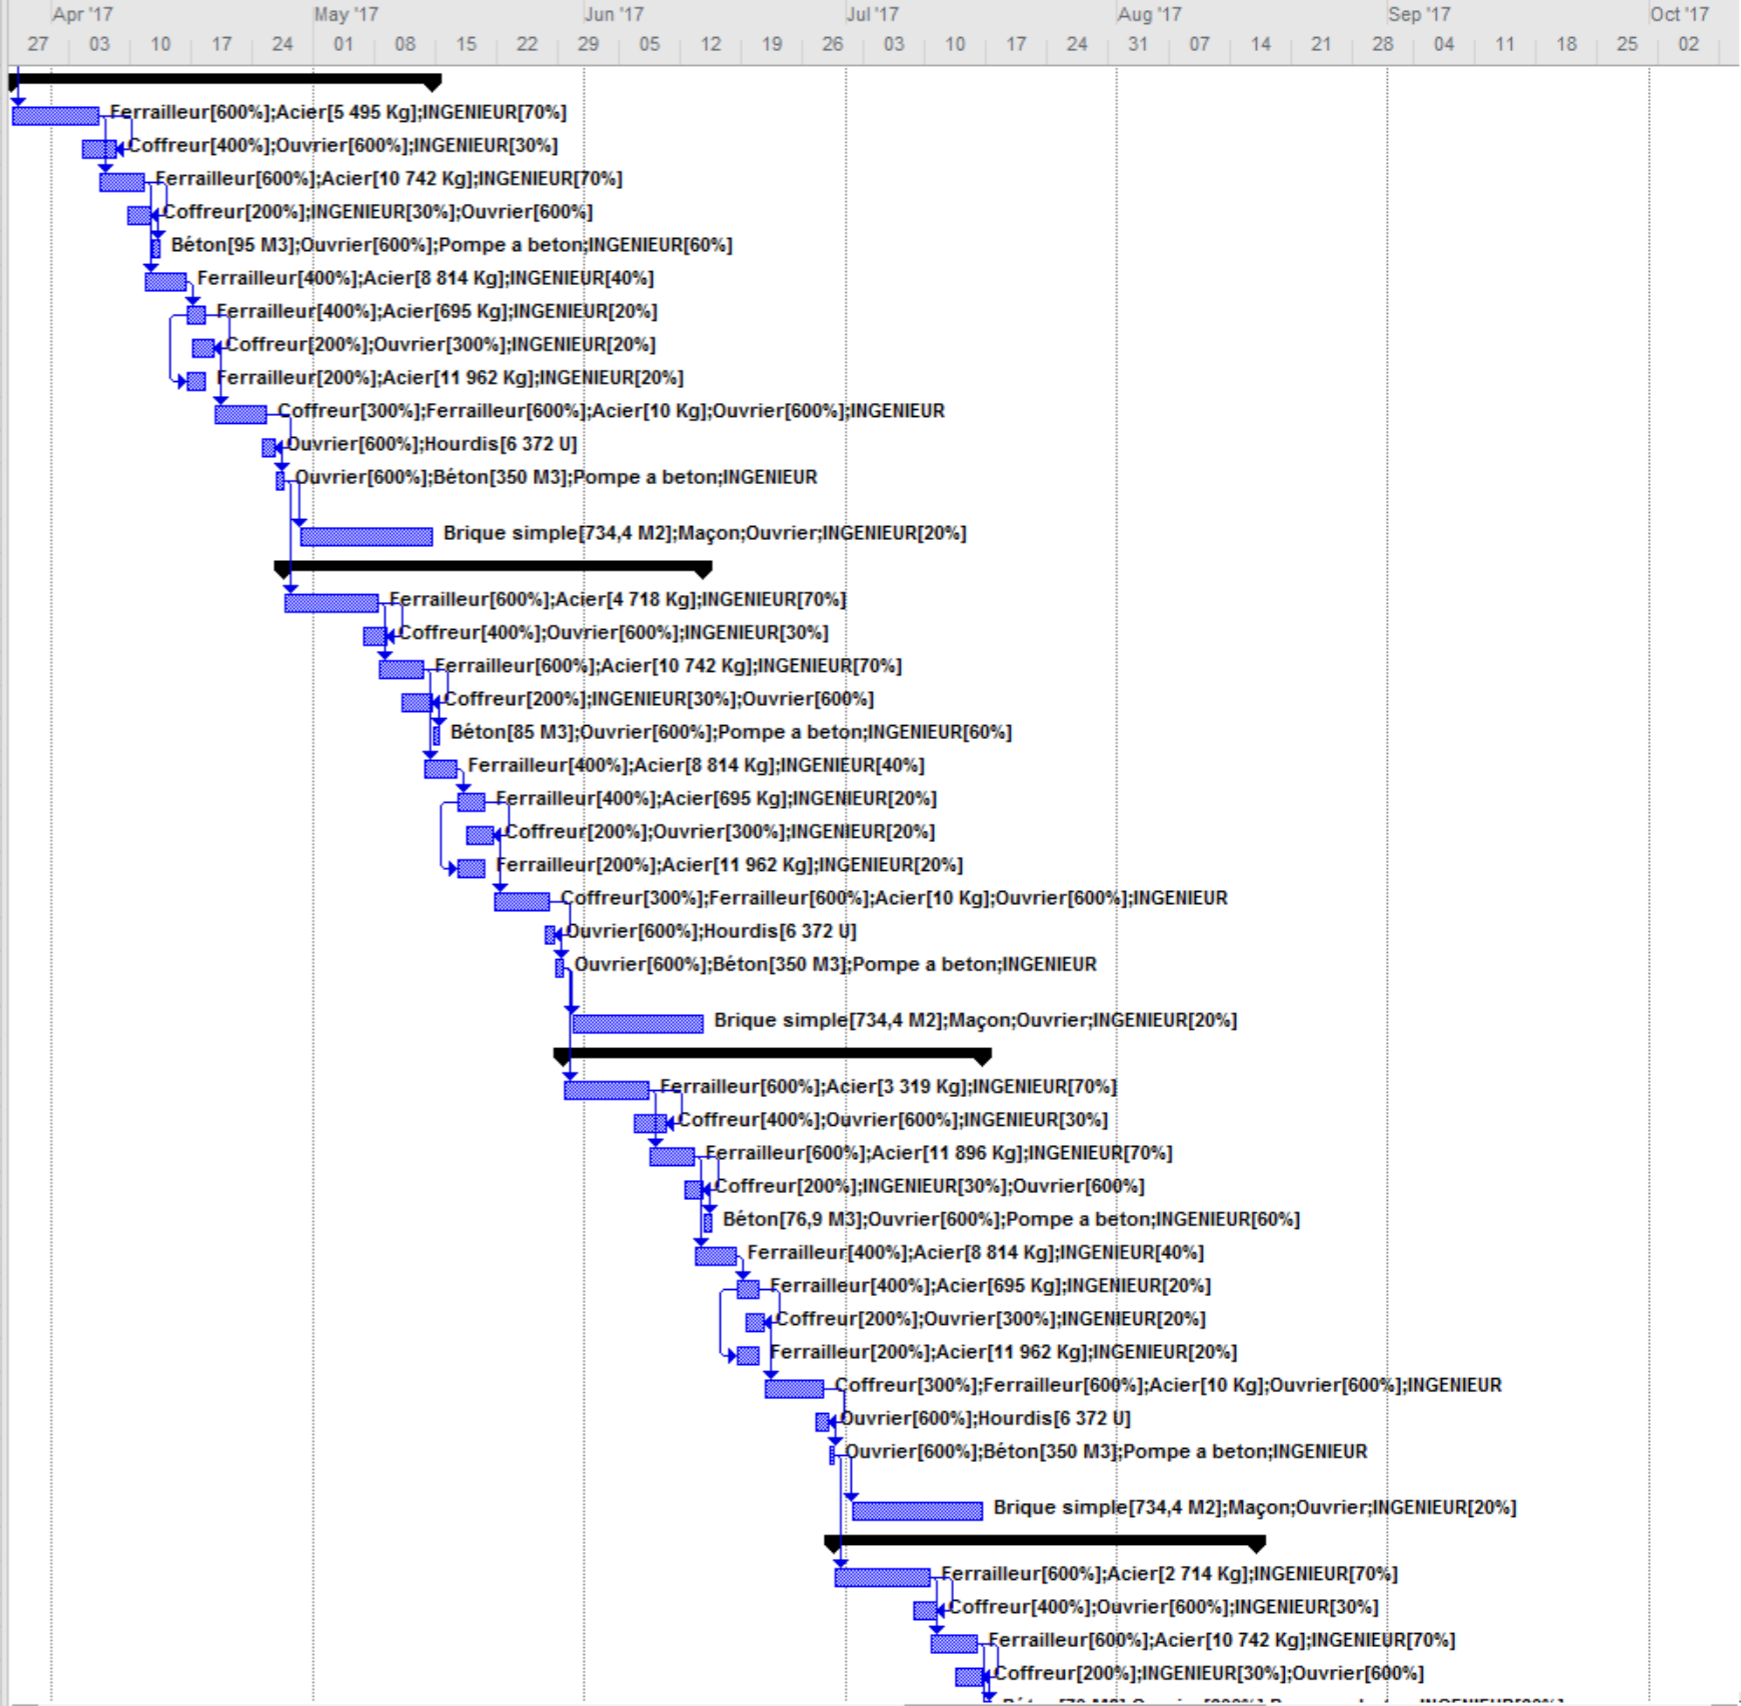 Apr '17 May '17 Jun '17 Jul '17 Aug '17 Sep '17 Oct '17
27 03 10 17 24 01 08 15 22 29 05 12 19 26 03 10 17 24 31 07 14 21 28 04 11 18 25 02
Ferrailleur[600%];Acier[5 495 Kg];INGENIEUR[70%]
Coffreur[400%];Ouvrier[600%];INGENIEUR[30%]
Ferrailleur[600%];Acier[10 742 Kg];INGENIEUR[70%]
Coffreur[200%];INGENIEUR[30%];Ouvrier[600%]
Béton[95 M3];Ouvrier[600%];Pompe a beton;INGENIEUR[60%]
Ferrailleur[400%];Acier[8 814 Kg];INGENIEUR[40%]
Ferrailleur[400%];Acier[695 Kg];INGENIEUR[20%]
Coffreur[200%];Ouvrier[300%];INGENIEUR[20%]
Ferrailleur[200%];Acier[11 962 Kg];INGENIEUR[20%]
Coffreur[300%];Ferrailleur[600%];Acier[10 Kg];Ouvrier[600%];INGENIEUR
Ouvrier[600%];Hourdis[6 372 U]
Ouvrier[600%];Béton[350 M3];Pompe a beton;INGENIEUR
Brique simple[734,4 M2];Maçon;Ouvrier;INGENIEUR[20%]
Ferrailleur[600%];Acier[4 718 Kg];INGENIEUR[70%]
Coffreur[400%];Ouvrier[600%];INGENIEUR[30%]
Ferrailleur[600%];Acier[10 742 Kg];INGENIEUR[70%]
Coffreur[200%];INGENIEUR[30%];Ouvrier[600%]
Béton[85 M3];Ouvrier[600%];Pompe a beton;INGENIEUR[60%]
Ferrailleur[400%];Acier[8 814 Kg];INGENIEUR[40%]
Ferrailleur[400%];Acier[695 Kg];INGENIEUR[20%]
Coffreur[200%];Ouvrier[300%];INGENIEUR[20%]
Ferrailleur[200%];Acier[11 962 Kg];INGENIEUR[20%]
Coffreur[300%];Ferrailleur[600%];Acier[10 Kg];Ouvrier[600%];INGENIEUR
Ouvrier[600%];Hourdis[6 372 U]
Ouvrier[600%];Béton[350 M3];Pompe a beton;INGENIEUR
Brique simple[734,4 M2];Maçon;Ouvrier;INGENIEUR[20%]
Ferrailleur[600%];Acier[3 319 Kg];INGENIEUR[70%]
Coffreur[400%];Ouvrier[600%];INGENIEUR[30%]
Ferrailleur[600%];Acier[11 896 Kg];INGENIEUR[70%]
Coffreur[200%];INGENIEUR[30%];Ouvrier[600%]
Béton[76,9 M3];Ouvrier[600%];Pompe a beton;INGENIEUR[60%]
Ferrailleur[400%];Acier[8 814 Kg];INGENIEUR[40%]
Ferrailleur[400%];Acier[695 Kg];INGENIEUR[20%]
Coffreur[200%];Ouvrier[300%];INGENIEUR[20%]
Ferrailleur[200%];Acier[11 962 Kg];INGENIEUR[20%]
Coffreur[300%];Ferrailleur[600%];Acier[10 Kg];Ouvrier[600%];INGENIEUR
Ouvrier[600%];Hourdis[6 372 U]
Ouvrier[600%];Béton[350 M3];Pompe a beton;INGENIEUR
Brique simple[734,4 M2];Maçon;Ouvrier;INGENIEUR[20%]
Ferrailleur[600%];Acier[2 714 Kg];INGENIEUR[70%]
Coffreur[400%];Ouvrier[600%];INGENIEUR[30%]
Ferrailleur[600%];Acier[10 742 Kg];INGENIEUR[70%]
Coffreur[200%];INGENIEUR[30%];Ouvrier[600%]